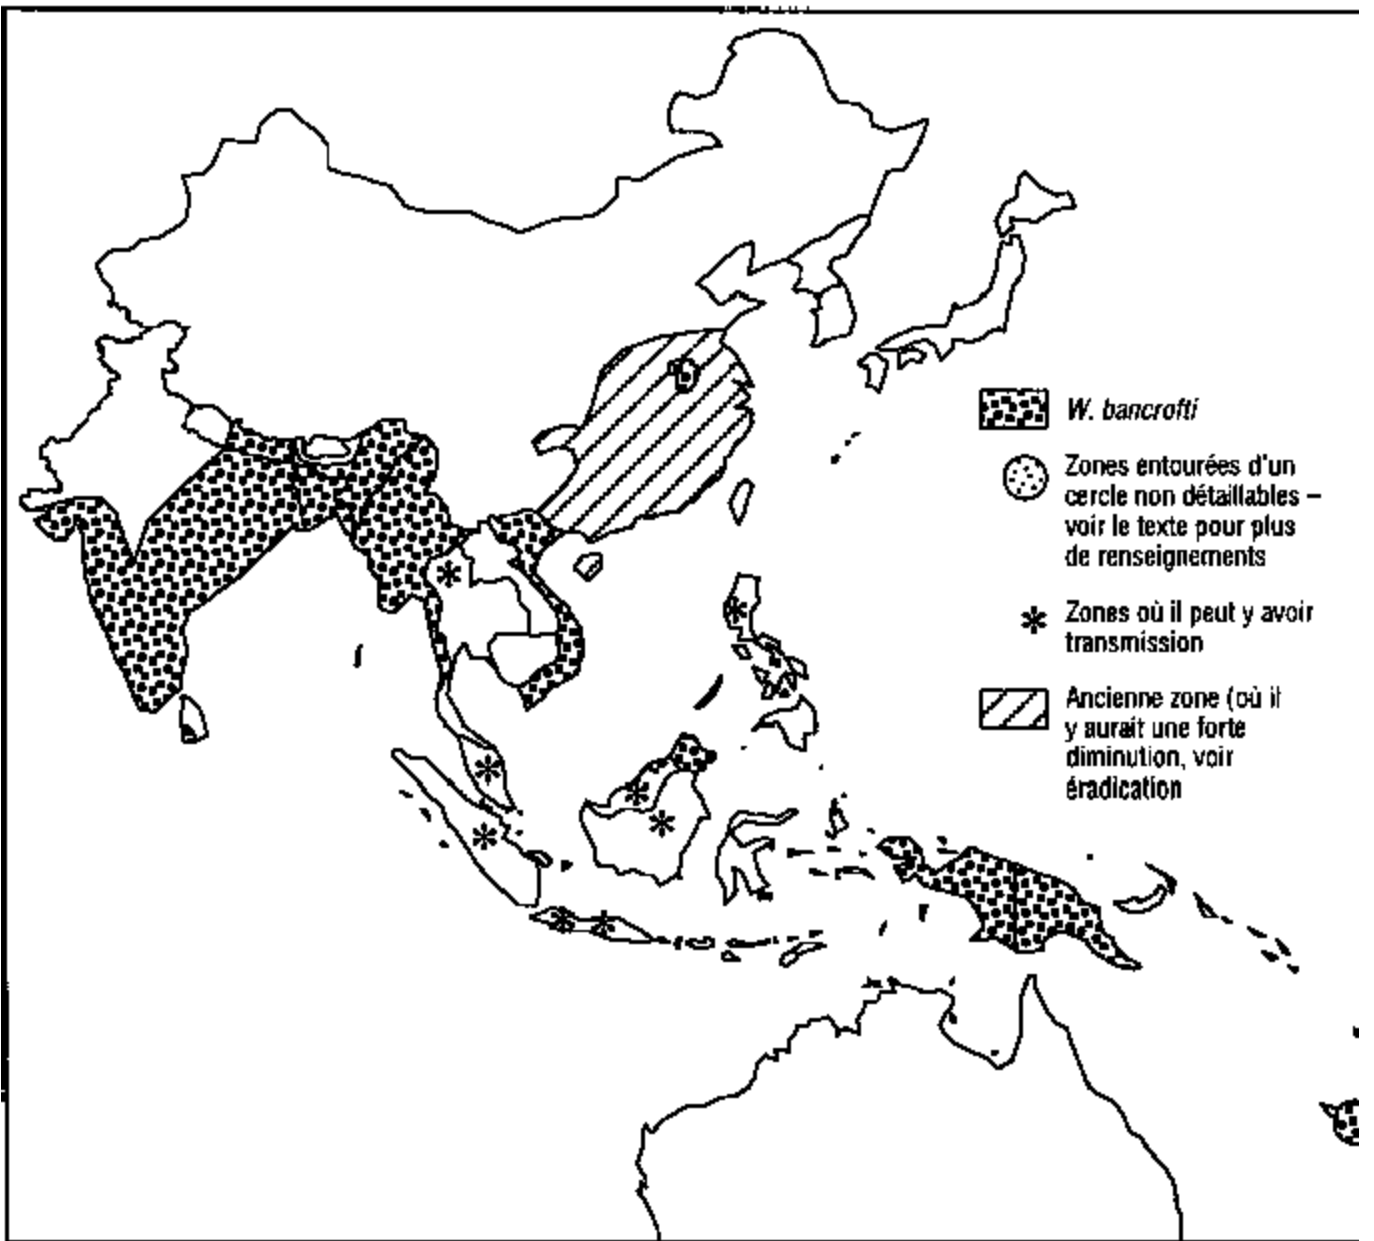 W. bancrofti
Zones entourées d'un
cercle non détaillables –
voir le texte pour plus
de renseignements
Zones où il peut y avoir
transmission
Ancienne zone (où il
y aurait une forte
diminution, voir
éradication